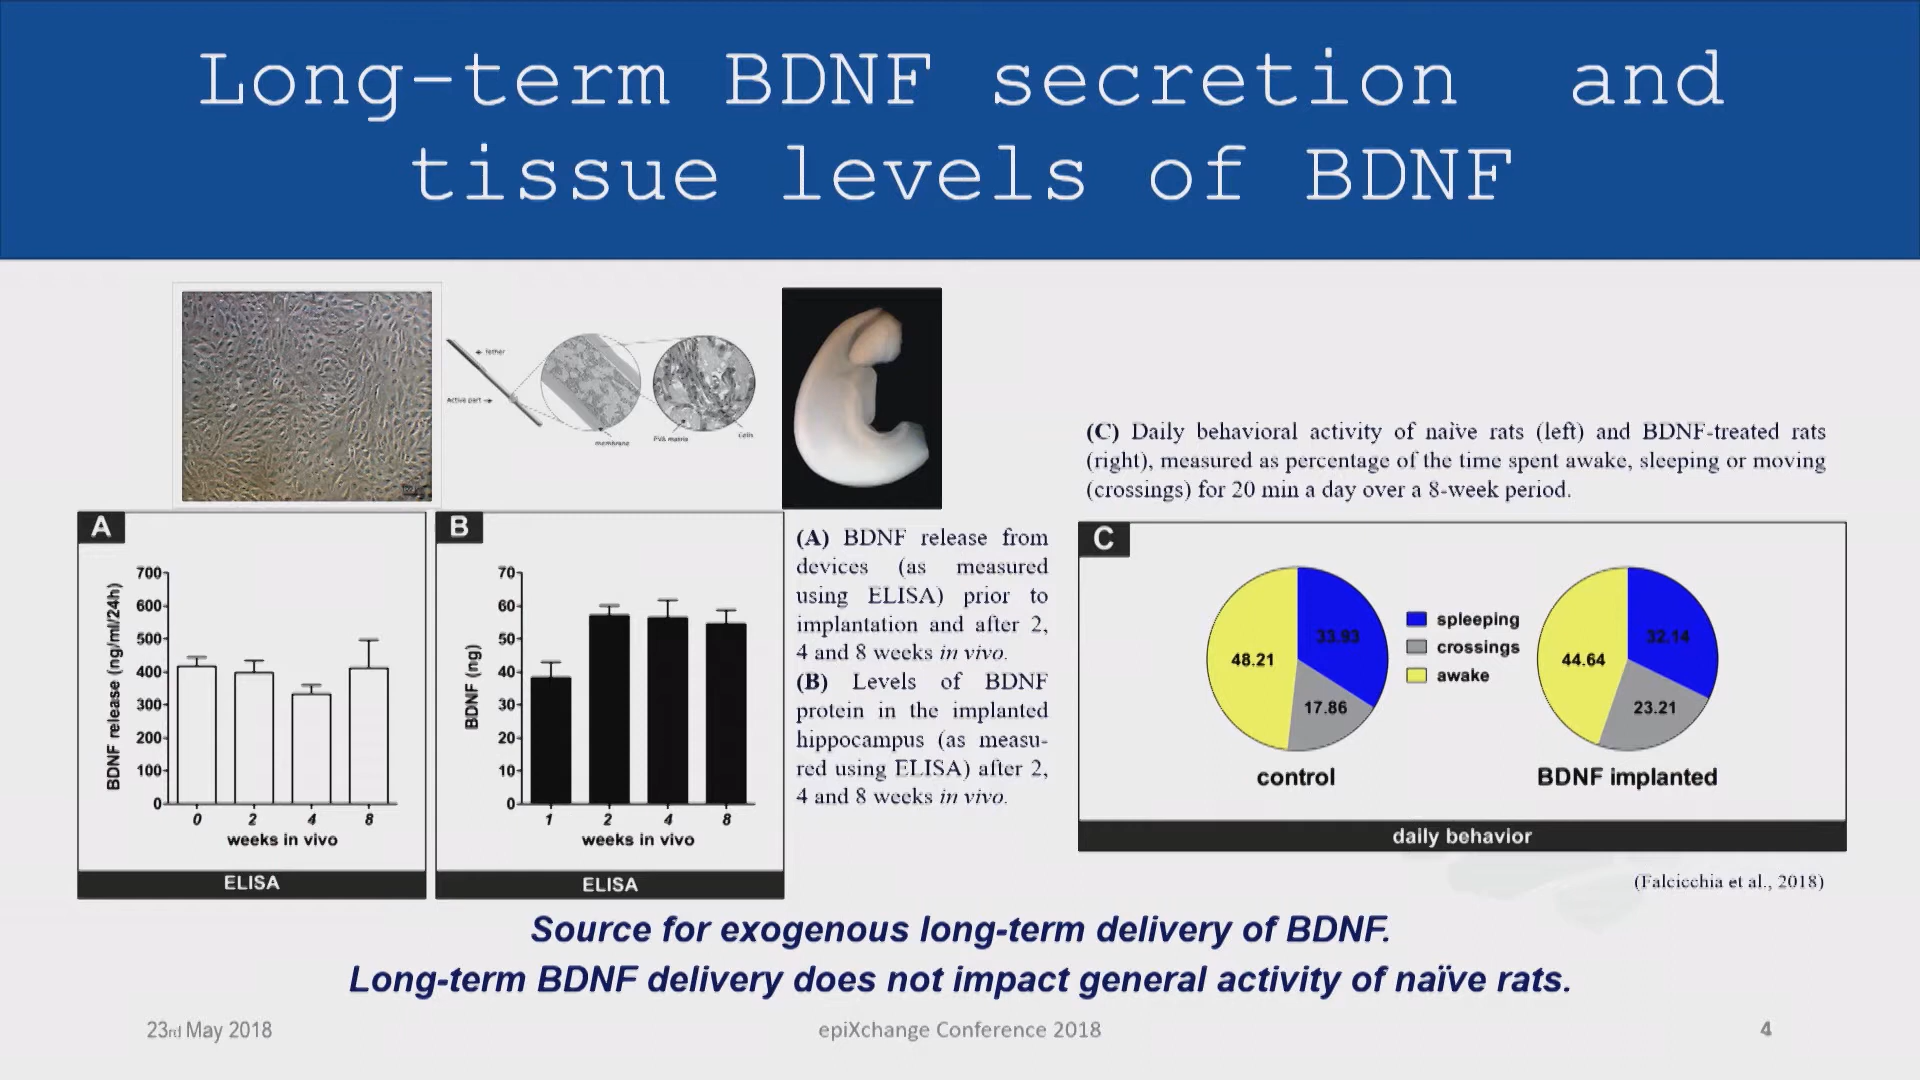 Long-term BDNF secretion and
tissue levels of BDNF
tether
Active part
membrane
PVA matrix
cells
A
700
600
500
400
300
200
100
0
BDNF release (ng/ml/24h)
0 2 4 8
weeks in vivo
ELISA
B
70
60
50
40
30
20
10
0
BDNF (ng)
1 2 4 8
weeks in vivo
ELISA
(A) BDNF release from
devices (as measured
using ELISA) prior to
implantation and after 2,
4 and 8 weeks in vivo.
(B) Levels of BDNF
protein in the implanted
hippocampus (as measu-
red using ELISA) after 2,
4 and 8 weeks in vivo.
(C) Daily behavioral activity of naïve rats (left) and BDNF-treated rats
(right), measured as percentage of the time spent awake, sleeping or moving
(crossings) for 20 min a day over a 8-week period.
C
33.93
48.21
17.86
control
spleeping
crossings
awake
32.14
44.64
23.21
BDNF implanted
daily behavior
(Falcicchia et al., 2018)
Source for exogenous long-term delivery of BDNF.
Long-term BDNF delivery does not impact general activity of naïve rats.
23rd May 2018
epiXchange Conference 2018
4